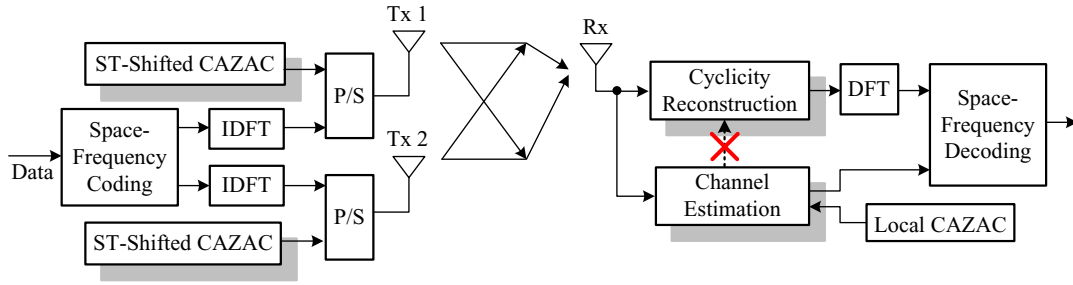 Tx 1
Rx
ST-Shifted CAZAC
P/S
Cyclicity
Reconstruction
DFT
Space-
Frequency
Decoding
Space-
Frequency
Coding
IDFT
Data
Tx 2
IDFT
Channel
Estimation
P/S
ST-Shifted CAZAC
Local CAZAC